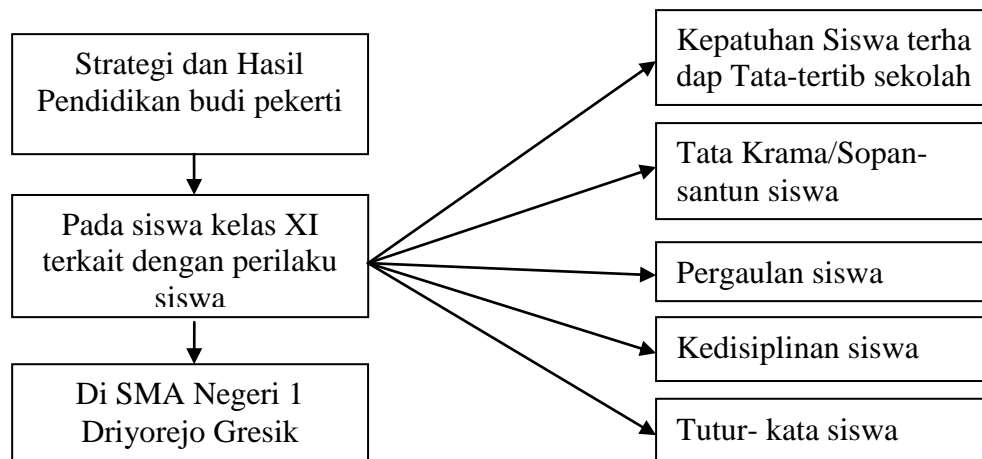 Strategi dan Hasil
Pendidikan budi pekerti
Pada siswa kelas XI
terkait dengan perilaku
siswa
Di SMA Negeri 1
Driyorejo Gresik
Kepatuhan Siswa terha
dap Tata-tertib sekolah
Tata Krama/Sopan-
santun siswa
Pergaulan siswa
Kedisiplinan siswa
Tutur- kata siswa